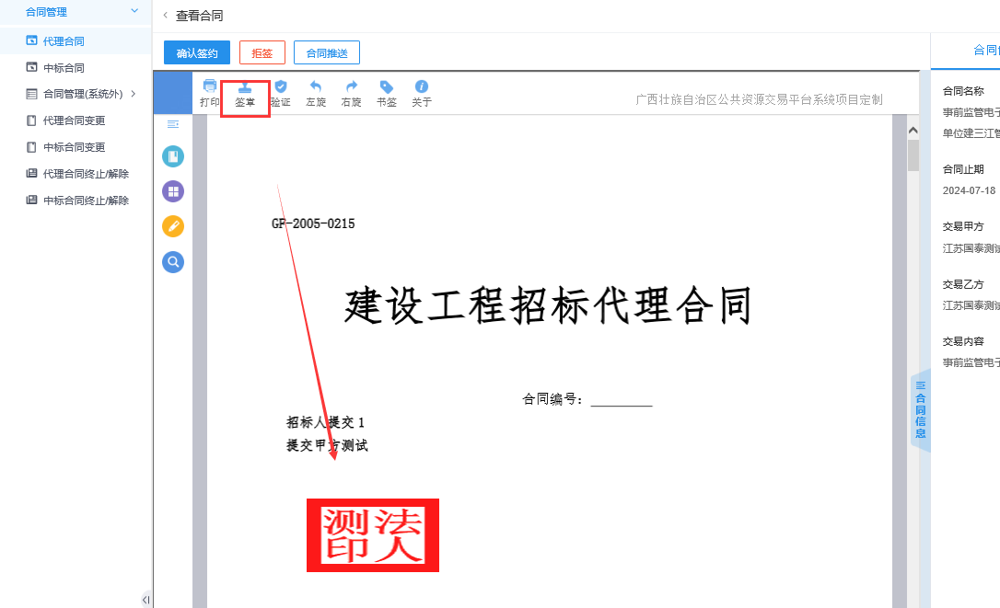 合同管理
代理合同
中标合同
合同管理(系统外)
代理合同变更
中标合同变更
代理合同终止/解除
中标合同终止/解除
查看合同
确认签约
拒签
合同推送
打印
签章
验证
左旋
右旋
书签
关于
广西壮族自治区公共资源交易平台系统项目定制
GF-2005-0215
建设工程招标代理合同
合同编号：
招标人提交 1
提交甲方测试
测法
印人
合同信息
合同
合同名称
事前监管电子
单位建三江管
合同止期
2024-07-18
交易甲方
江苏国泰测试
交易乙方
江苏国泰测试
交易内容
事前监管电子